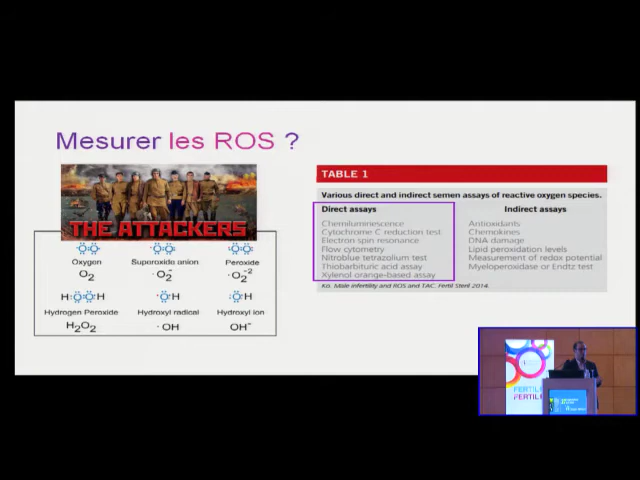 Mesurer les ROS ?
THE ATTACKERS
Oxygen
O2
Superoxide anion
·O2-
Peroxide
·O2-2
H H
Hydrogen Peroxide
H2O2
H
Hydroxyl radical
·OH
H
Hydroxyl ion
OH-
TABLE 1
Various direct and indirect semen assays of reactive oxygen species.
Direct assays
Chemiluminescence
Cytochrome C reduction test
Electron spin resonance
Flow cytometry
Nitroblue tetrazolium test
Thiobarbituric acid assay
Xylenol orange-based assay
Indirect assays
Antioxidants
Chemokines
DNA damage
Lipid peroxidation levels
Measurement of redox potential
Myeloperoxidase or Endtz test
Ko. Male infertility and ROS and TAC. Fertil Steril 2014.
FERTIL
FERTIL